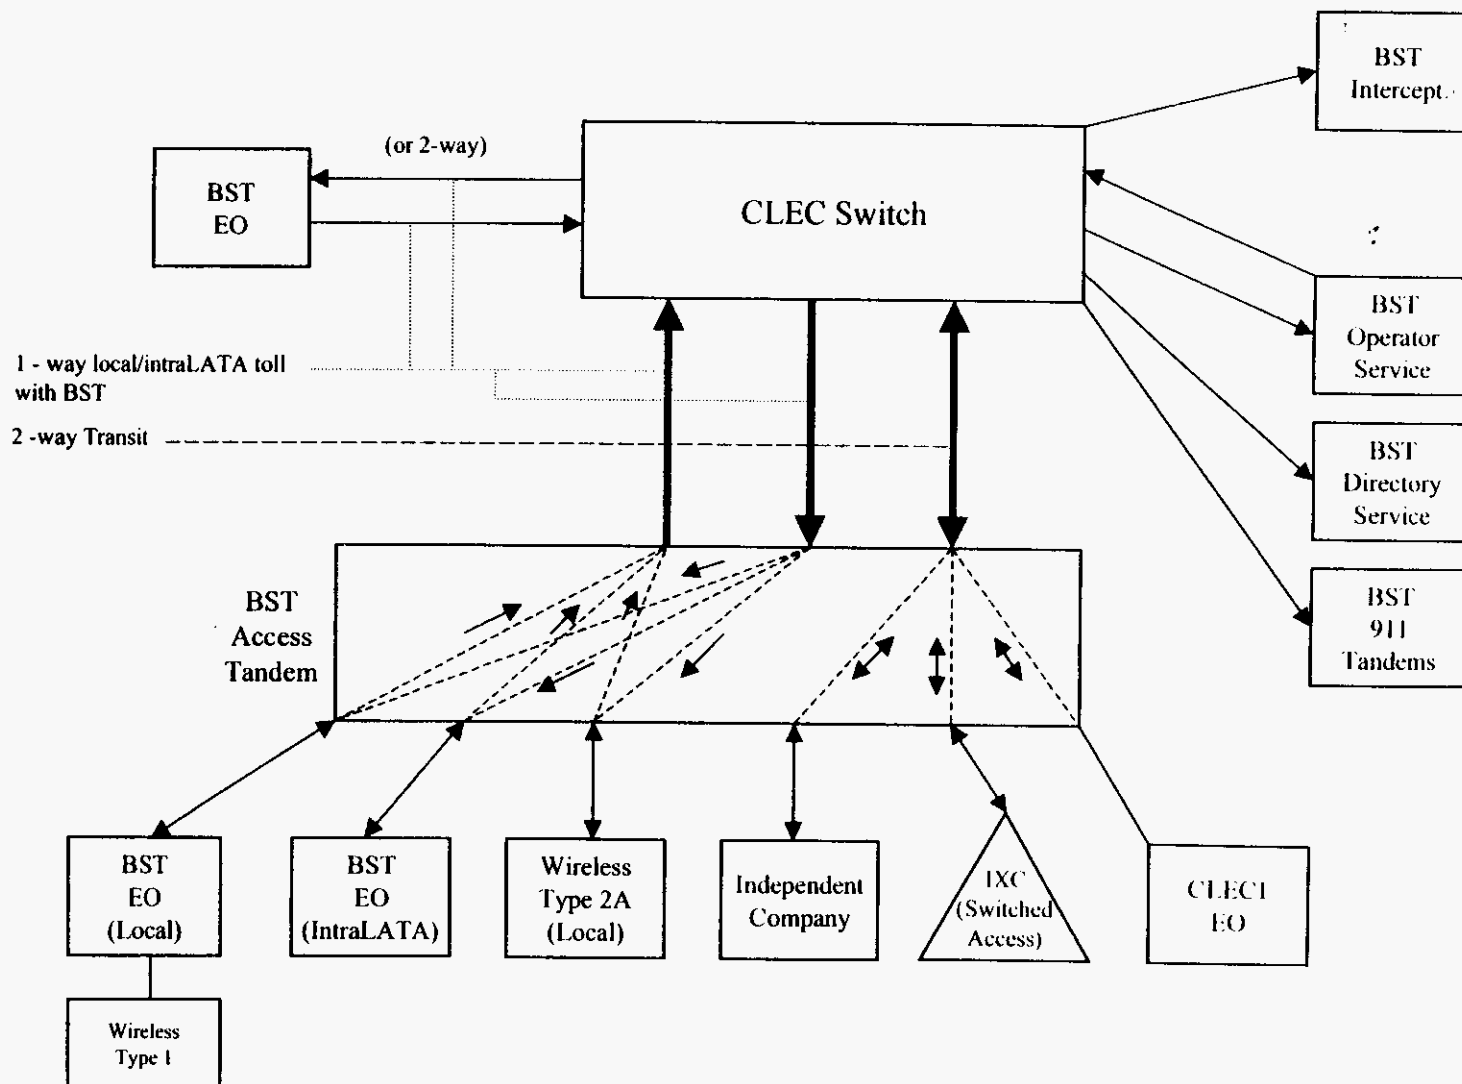 BST
Intercept.
(or 2-way)
BST
EO
CLEC Switch
BST
Operator
Service
1 - way local/intraLATA toll
with BST
2 -way Transit
BST
Directory
Service
BST
Access
Tandem
BST
911
Tandems
BST
EO
(Local)
BST
EO
(IntraLATA)
Wireless
Type 2A
(Local)
Independent
Company
IXC
(Switched
Access)
CLEC1
EO
Wireless
Type 1